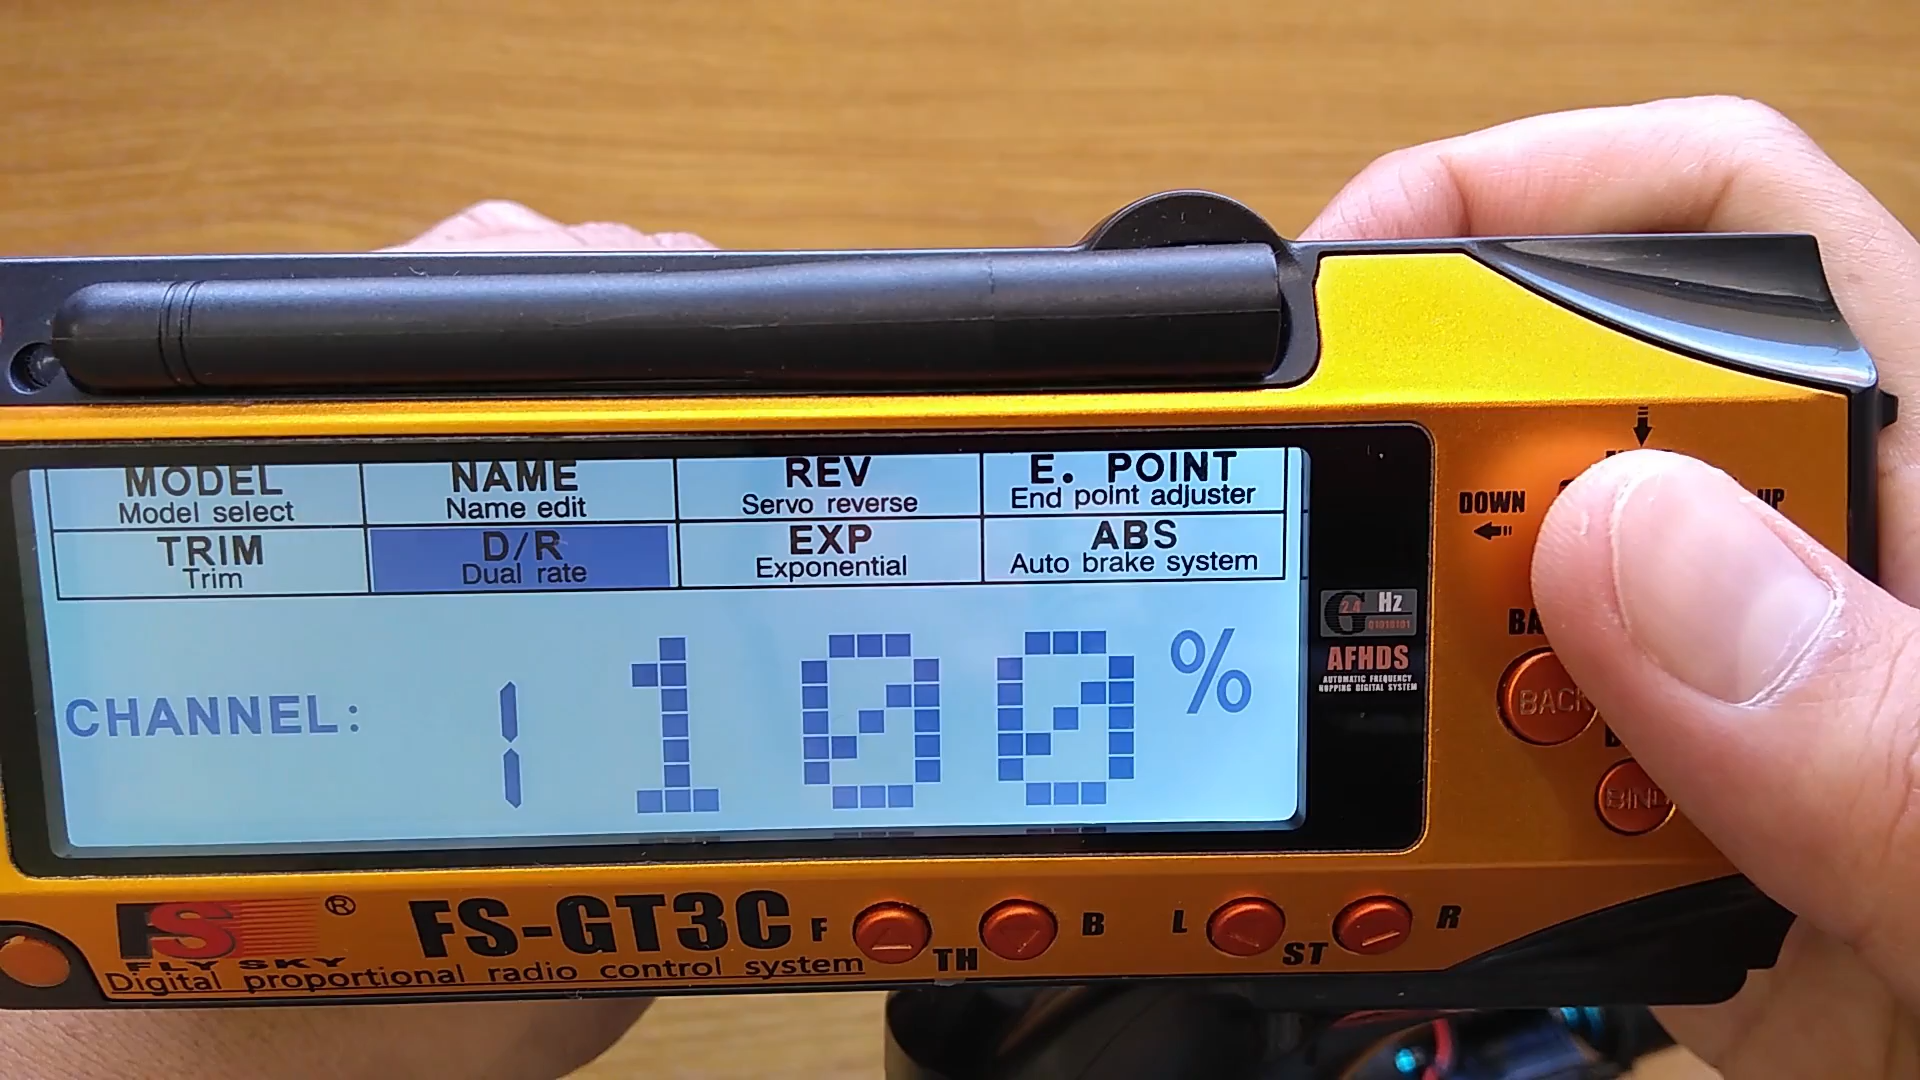 MODEL NAME REV E. POINT
Model select Name edit Servo reverse End point adjuster
TRIM D/R EXP ABS
Trim Dual rate Exponential Auto brake system
CHANNEL: 1 100%
2.4 G Hz
01010101
AFHDS
AUTOMATIC FREQUENCY
HOPPING DIGITAL SYSTEM
DOWN
UP
BACK
BIND
FS
®
FLY SKY
FS-GT3C
Digital proportional radio control system
F TH B L ST R